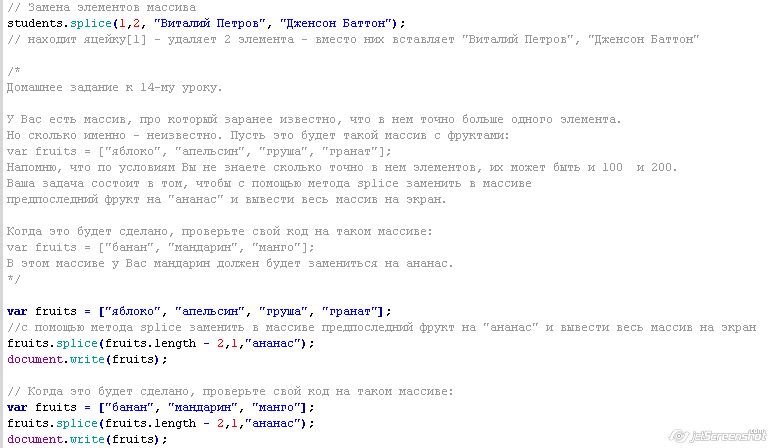 // Замена элементов массива
students.splice(1,2, "Виталий Петров", "Дженсон Баттон");
// находит яцейку[1] - удаляет 2 элемента - вместо них вставляет "Виталий Петров", "Дженсон Баттон"
/*
Домашнее задание к 14-му уроку.
У Вас есть массив, про который заранее известно, что в нем точно больше одного элемента.
Но сколько именно - неизвестно. Пусть это будет такой массив с фруктами:
var fruits = ["яблоко", "апельсин", "груша", "гранат"];
Напомню, что по условиям Вы не знаете сколько точно в нем элементов, их может быть и 100  и 200.
Ваша задача состоит в том, чтобы с помощью метода splice заменить в массиве
предпоследний фрукт на "ананас" и вывести весь массив на экран.
Когда это будет сделано, проверьте свой код на таком массиве:
var fruits = ["банан", "мандарин", "манго"];
В этом массиве у Вас мандарин должен будет замениться на ананас.
*/
var fruits = ["яблоко", "апельсин", "груша", "гранат"];
//с помощью метода splice заменить в массиве предпоследний фрукт на "ананас" и вывести весь массив на экран
fruits.splice(fruits.length - 2,1,"ананас");
document.write(fruits);
// Когда это будет сделано, проверьте свой код на таком массиве:
var fruits = ["банан", "мандарин", "манго"];
fruits.splice(fruits.length - 2,1,"ананас");
document.write(fruits);
jetScreenshot